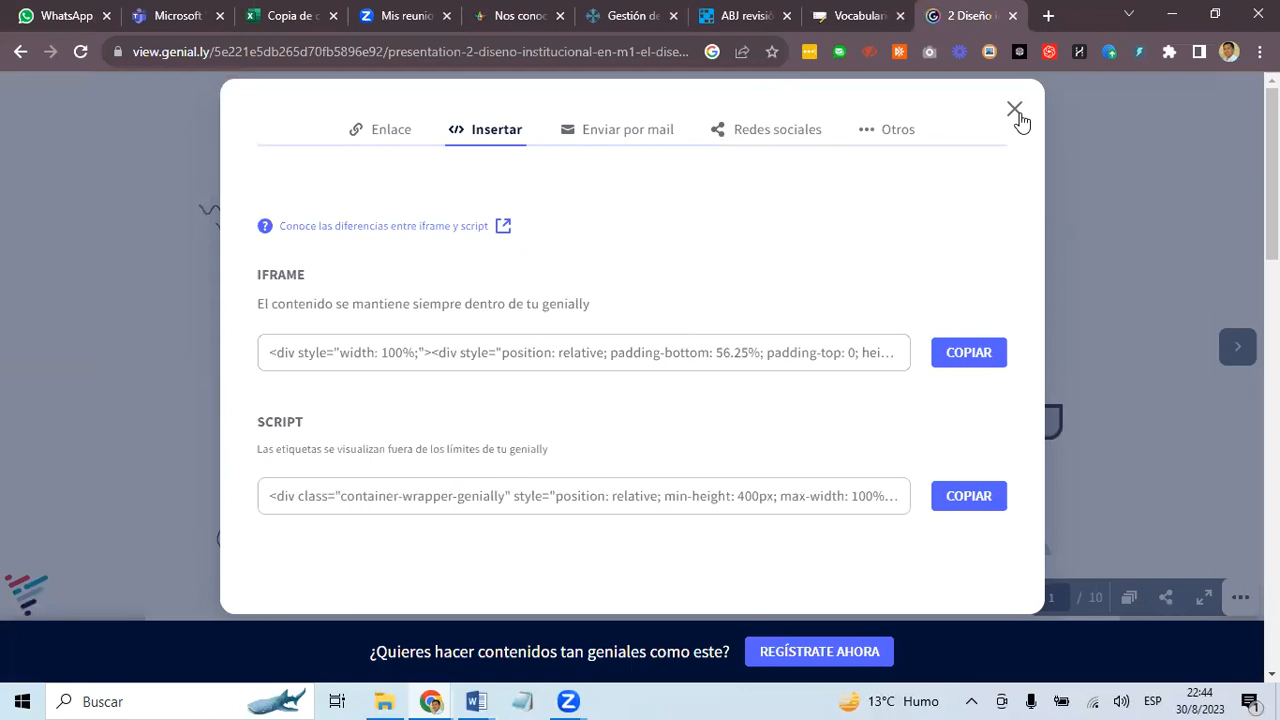 WhatsApp
Microsoft
Copia de c
Mis reunio
Nos conoc
Gestión de
ABJ revisió
Vocabulary
2 Diseño i
view.genial.ly/5e221e5db265d70fb5896e92/presentation-2-diseno-institucional-en-m1-el-dise...
Enlace
Insertar
Enviar por mail
Redes sociales
Otros
Conoce las diferencias entre iframe y script
IFRAME
El contenido se mantiene siempre dentro de tu genially
<div style="width: 100%;"><div style="position: relative; padding-bottom: 56.25%; padding-top: 0; hei...
COPIAR
SCRIPT
Las etiquetas se visualizan fuera de los límites de tu genially
<div class="container-wrapper-genially" style="position: relative; min-height: 400px; max-width: 100%...
COPIAR
1 / 10
¿Quieres hacer contenidos tan geniales como este?
REGÍSTRATE AHORA
Buscar
13°C Humo
ESP
22:44
30/8/2023